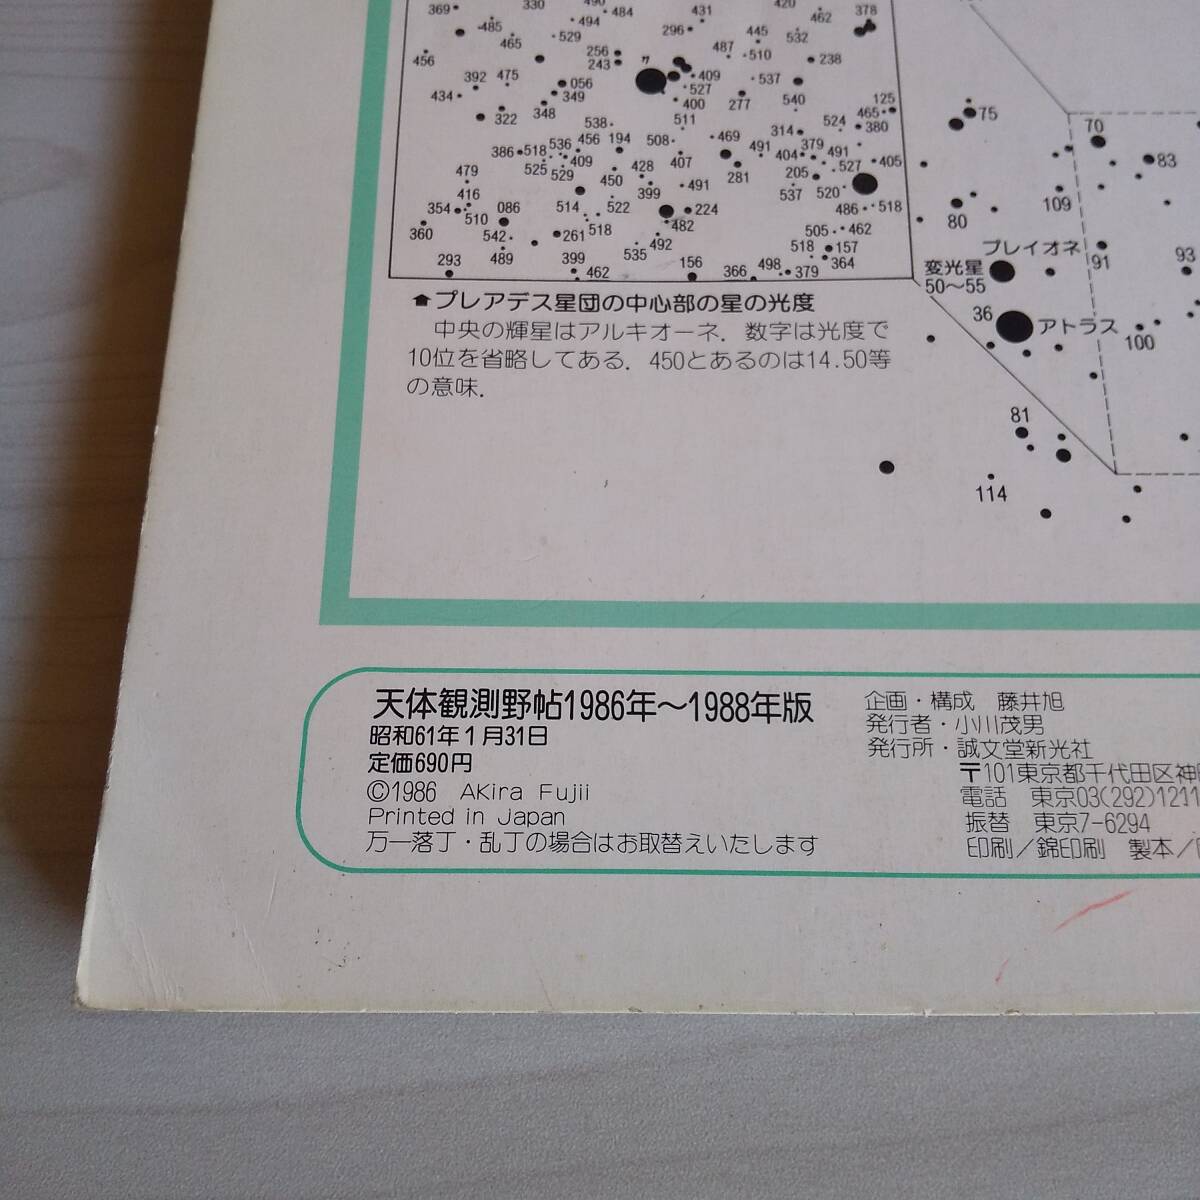 369 330 490 484 431 420 462 378
485 494 296 445
465 529 487 532
456 256 510 238
243 η
392 475 056 409 537
434 349 527 125
322 348 400 277 540 465
538 511 524 380
386 518 536 456 194 508 469 314 379 491
409 491 404 405
479 525 529 428 407 281 205 527
450 399 491 537 520
416
354 510 086 514 522 224 486 518
518 482
360 542 261 492 505 462
489 535 518 157
293 399 498 364
462 156 366 379
75
70
83
109
80
プレイオネ
変光星
50〜55
91
93
36
アトラス
100
81
114
プレアデス星団の中心部の星の光度
中央の輝星はアルキオーネ.数字は光度で
10位を省略してある.450とあるのは14.50等
の意味.
天体観測野帖1986年〜1988年版
昭和61年1月31日
定価690円
©1986 AKira Fujii
Printed in Japan
万一落丁・乱丁の場合はお取替えいたします
企画・構成 藤井旭
発行者・小川茂男
発行所・誠文堂新光社
〒101東京都千代田区神
電話 東京03(292)1211
振替 東京7-6294
印刷/錦印刷 製本/